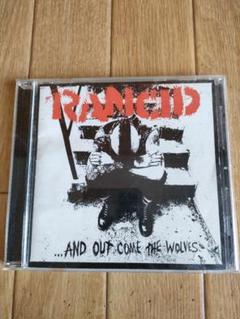 RANCID
...AND OUT COME THE WOLVES